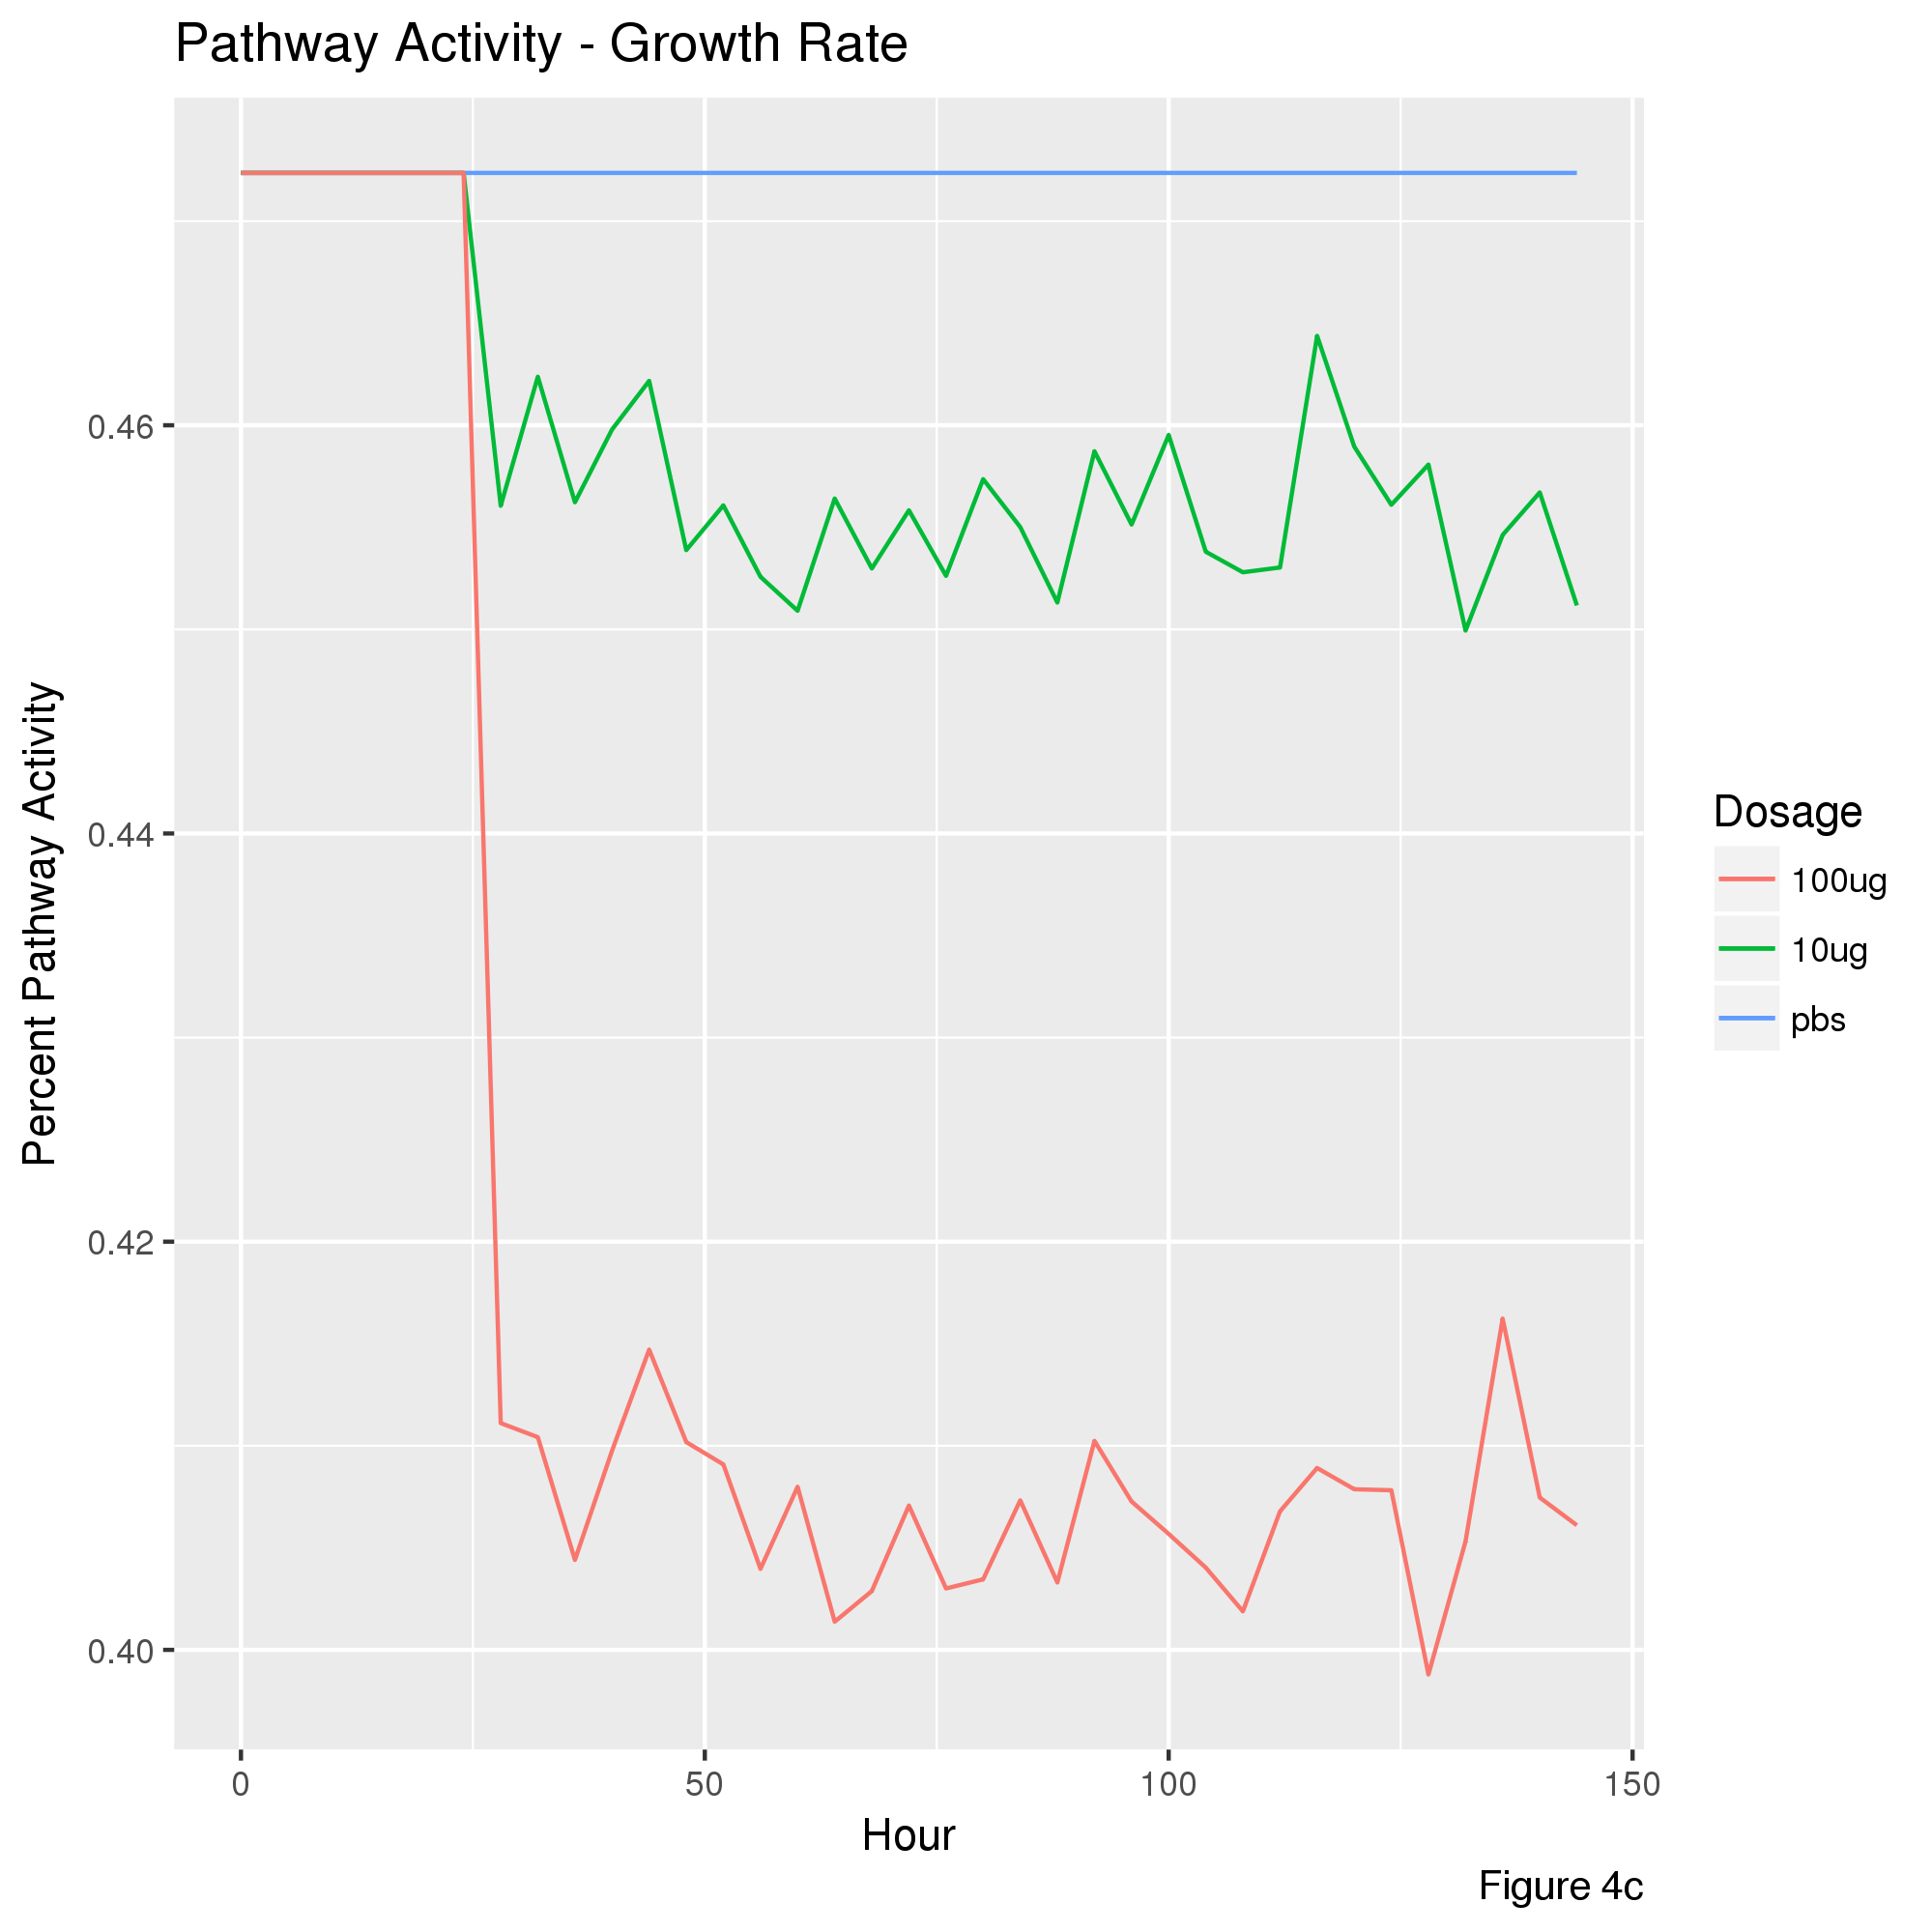 Pathway Activity - Growth Rate
Percent Pathway Activity
0.46
0.44
0.42
0.40
0
50
100
150
Hour
Dosage
100ug
10ug
pbs
Figure 4c